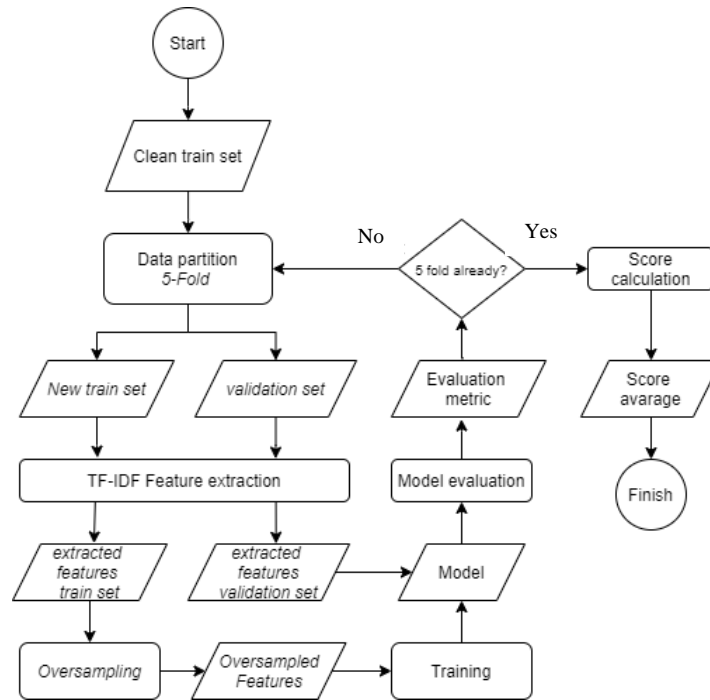 Start
Clean train set
No
Yes
Data partition
5-Fold
5 fold already?
Score
calculation
New train set
validation set
Evaluation
metric
Score
avarage
TF-IDF Feature extraction
Model evaluation
Finish
extracted
features
train set
extracted
features
validation set
Model
Oversampling
Oversampled
Features
Training